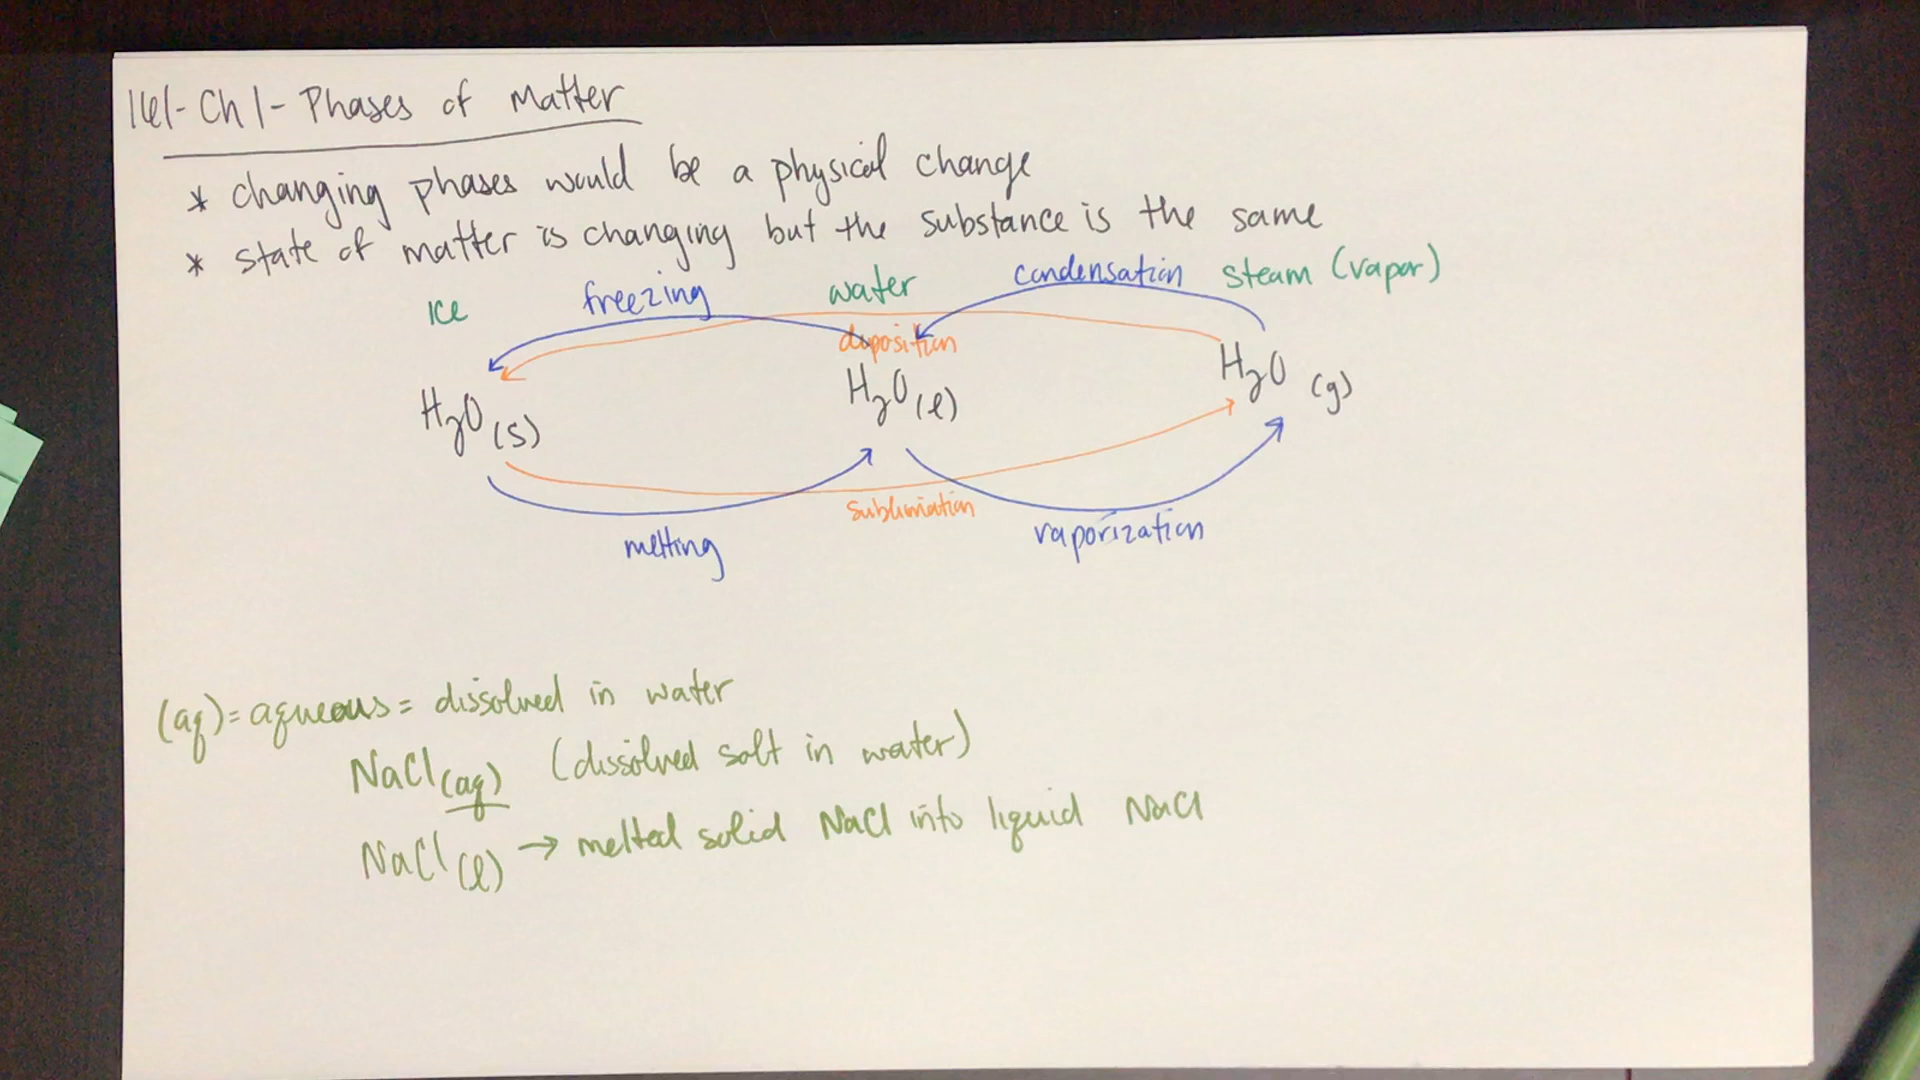 161-Ch 1- Phases of Matter
* changing phases would be a physical change
* state of matter is changing but the substance is the same
ice freezing water condensation steam (vapor)
deposition
H2O (s) H2O (l) H2O (g)
sublimation
melting vaporization
(aq) = aqueous = dissolved in water
NaCl (aq) (dissolved salt in water)
NaCl (l) → melted solid NaCl into liquid NaCl